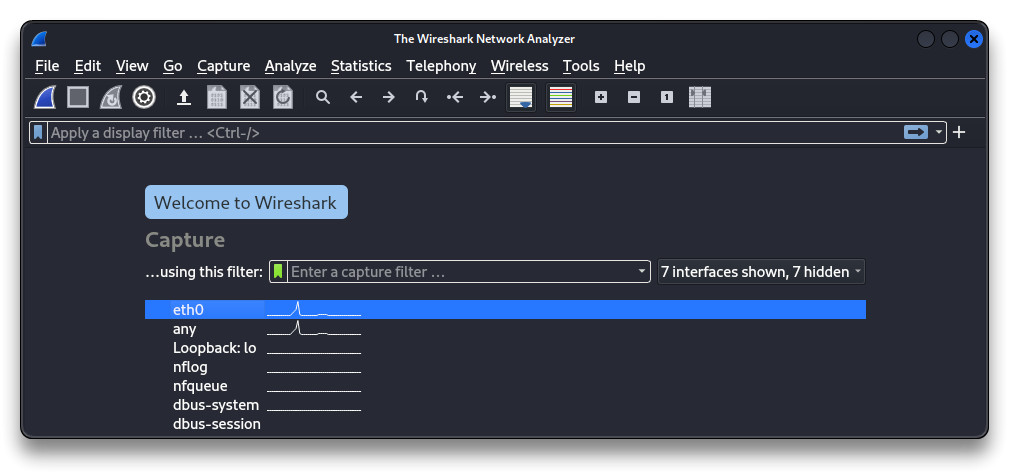 The Wireshark Network Analyzer
File Edit View Go Capture Analyze Statistics Telephony Wireless Tools Help
1
Apply a display filter … <Ctrl-/>
+
Welcome to Wireshark
Capture
…using this filter: Enter a capture filter … 7 interfaces shown, 7 hidden
eth0
any
Loopback: lo
nflog
nfqueue
dbus-system
dbus-session